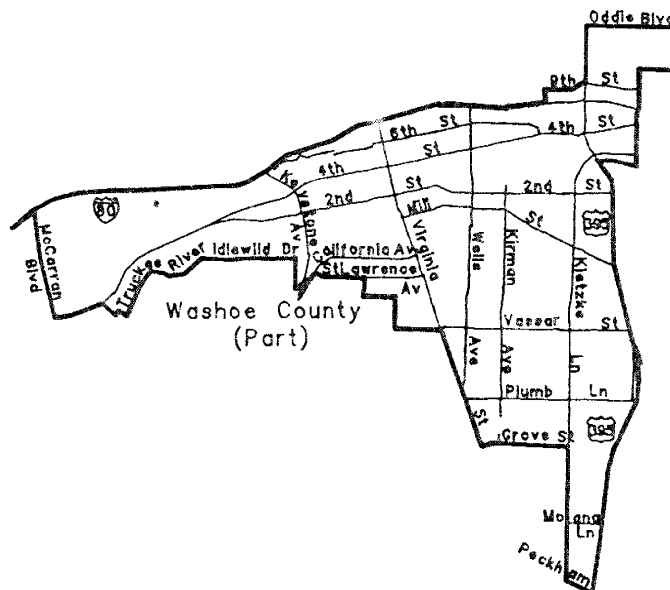 Oddie Blvd
9th St
6th St
4th St
4th St
Keystone Av
2nd St
2nd St
80
Mill St
395
McCarran Blvd
Truckee River
Idlewild Dr
California Av
St Lawrence Av
Virginia St
Wells Ave
Kirman Ave
Kietzke Ln
Washoe County
(Part)
Vassar St
Plumb Ln
Grove St
395
Moana Ln
Peckham